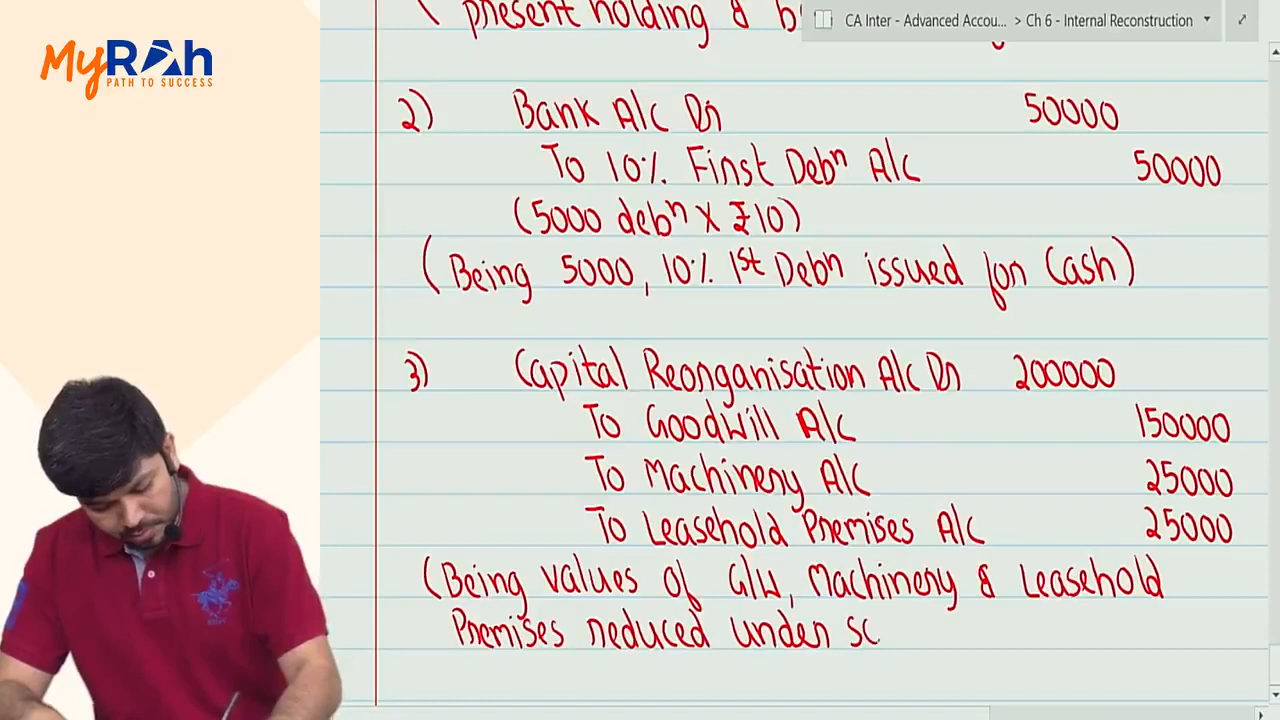 (present holding &
CA Inter - Advanced Accou... > Ch 6 - Internal Reconstruction
MyRAh
PATH TO SUCCESS
2) Bank A/c Dr 50000
To 10% First Debⁿ A/c 50000
(5000 debⁿ X ₹10)
(Being 5000, 10% 1st Debⁿ issued for Cash)
3) Capital Reorganisation A/c Dr 200000
To Goodwill A/c 150000
To Machinery A/c 25000
To Leasehold Premises A/c 25000
(Being values of G/W, Machinery & Leasehold
Premises reduced under sc